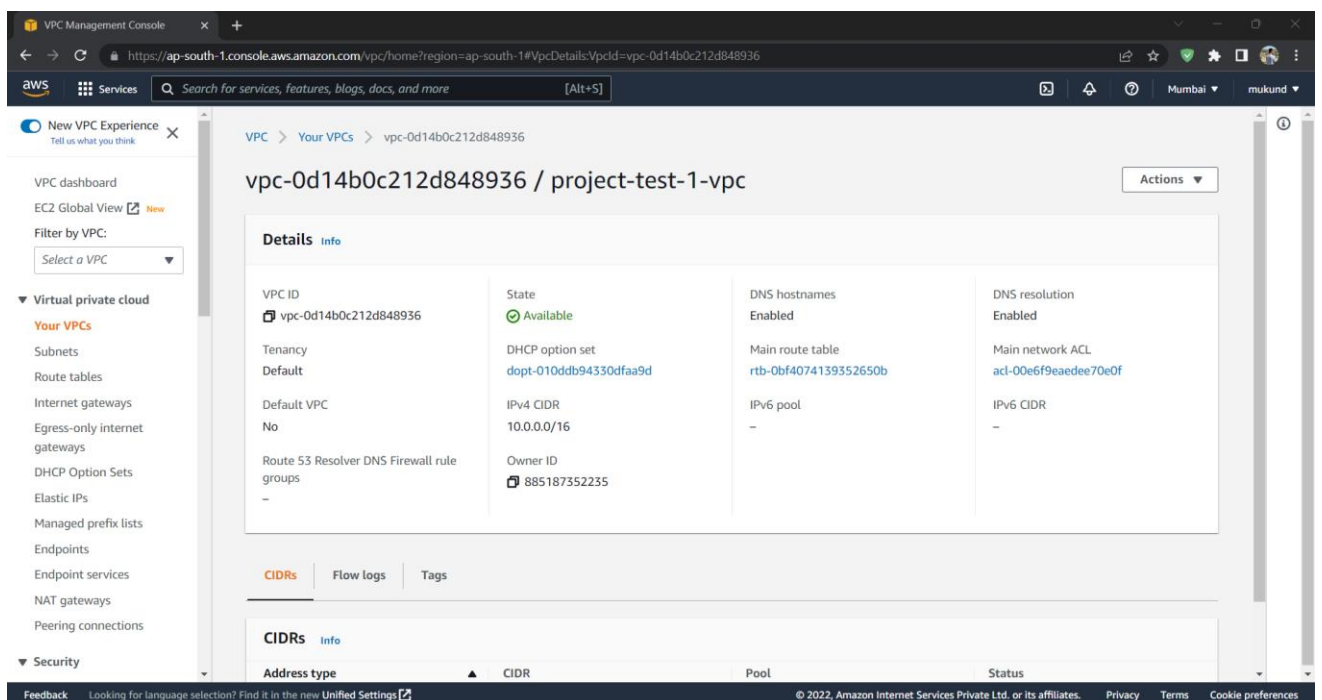 VPC Management Console
https://ap-south-1.console.aws.amazon.com/vpc/home?region=ap-south-1#VpcDetails:VpcId=vpc-0d14b0c212d848936
aws Services Search for services, features, blogs, docs, and more [Alt+S] Mumbai mukund
New VPC Experience
Tell us what you think
VPC dashboard
EC2 Global View New
Filter by VPC:
Select a VPC
Virtual private cloud
Your VPCs
Subnets
Route tables
Internet gateways
Egress-only internet
gateways
DHCP Option Sets
Elastic IPs
Managed prefix lists
Endpoints
Endpoint services
NAT gateways
Peering connections
Security
VPC > Your VPCs > vpc-0d14b0c212d848936
vpc-0d14b0c212d848936 / project-test-1-vpc
Actions
Details Info
VPC ID
vpc-0d14b0c212d848936
State
Available
DNS hostnames
Enabled
DNS resolution
Enabled
Tenancy
Default
DHCP option set
dopt-010ddb94330dfaa9d
Main route table
rtb-0bf4074139352650b
Main network ACL
acl-00e6f9eaedee70e0f
Default VPC
No
IPv4 CIDR
10.0.0.0/16
IPv6 pool
–
IPv6 CIDR
–
Route 53 Resolver DNS Firewall rule
groups
–
Owner ID
885187352235
CIDRs Flow logs Tags
CIDRs Info
Address type CIDR Pool Status
Feedback Looking for language selection? Find it in the new Unified Settings © 2022, Amazon Internet Services Private Ltd. or its affiliates. Privacy Terms Cookie preferences